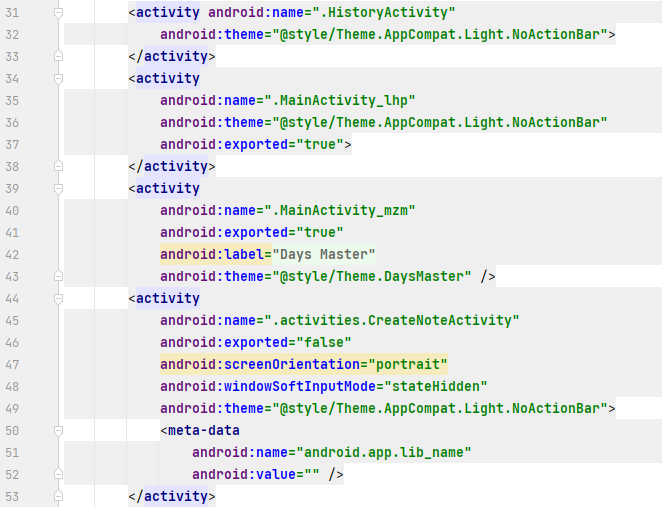 31 <activity android:name=".HistoryActivity"
32 android:theme="@style/Theme.AppCompat.Light.NoActionBar">
33 </activity>
34 <activity
35 android:name=".MainActivity_lhp"
36 android:theme="@style/Theme.AppCompat.Light.NoActionBar"
37 android:exported="true">
38 </activity>
39 <activity
40 android:name=".MainActivity_mzm"
41 android:exported="true"
42 android:label="Days Master"
43 android:theme="@style/Theme.DaysMaster" />
44 <activity
45 android:name=".activities.CreateNoteActivity"
46 android:exported="false"
47 android:screenOrientation="portrait"
48 android:windowSoftInputMode="stateHidden"
49 android:theme="@style/Theme.AppCompat.Light.NoActionBar">
50 <meta-data
51 android:name="android.app.lib_name"
52 android:value="" />
53 </activity>